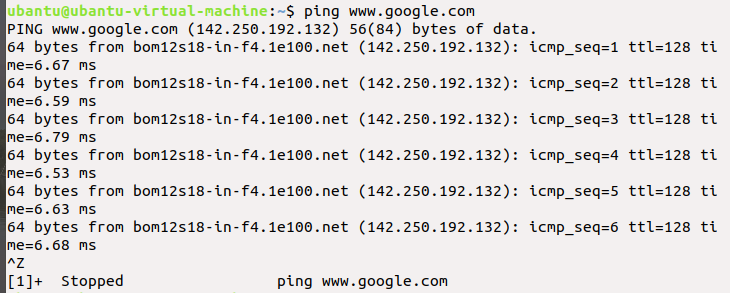 ubantu@ubantu-virtual-machine:~$ ping www.google.com
PING www.google.com (142.250.192.132) 56(84) bytes of data.
64 bytes from bom12s18-in-f4.1e100.net (142.250.192.132): icmp_seq=1 ttl=128 ti
me=6.67 ms
64 bytes from bom12s18-in-f4.1e100.net (142.250.192.132): icmp_seq=2 ttl=128 ti
me=6.59 ms
64 bytes from bom12s18-in-f4.1e100.net (142.250.192.132): icmp_seq=3 ttl=128 ti
me=6.79 ms
64 bytes from bom12s18-in-f4.1e100.net (142.250.192.132): icmp_seq=4 ttl=128 ti
me=6.53 ms
64 bytes from bom12s18-in-f4.1e100.net (142.250.192.132): icmp_seq=5 ttl=128 ti
me=6.63 ms
64 bytes from bom12s18-in-f4.1e100.net (142.250.192.132): icmp_seq=6 ttl=128 ti
me=6.68 ms
^Z
[1]+  Stopped                 ping www.google.com